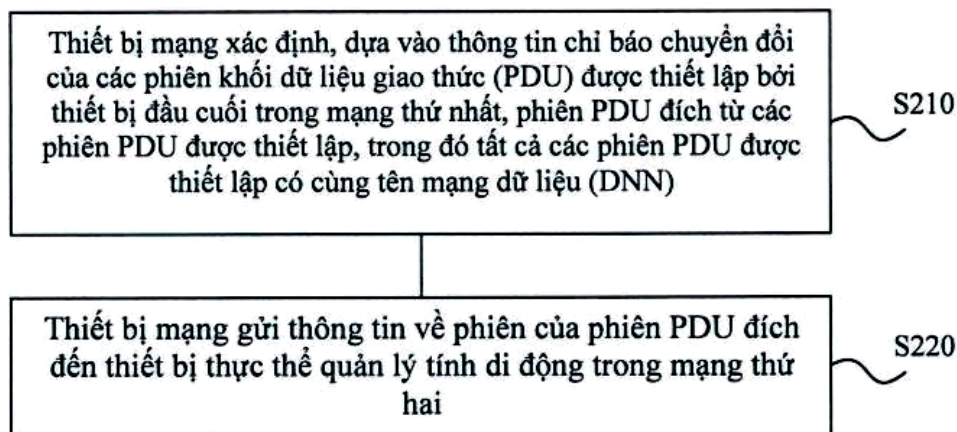 Thiết bị mạng xác định, dựa vào thông tin chỉ báo chuyển đổi
của các phiên khối dữ liệu giao thức (PDU) được thiết lập bởi
thiết bị đầu cuối trong mạng thứ nhất, phiên PDU đích từ các
phiên PDU được thiết lập, trong đó tất cả các phiên PDU được
thiết lập có cùng tên mạng dữ liệu (DNN)
S210
Thiết bị mạng gửi thông tin về phiên của phiên PDU đích
đến thiết bị thực thể quản lý tính di động trong mạng thứ
hai
S220